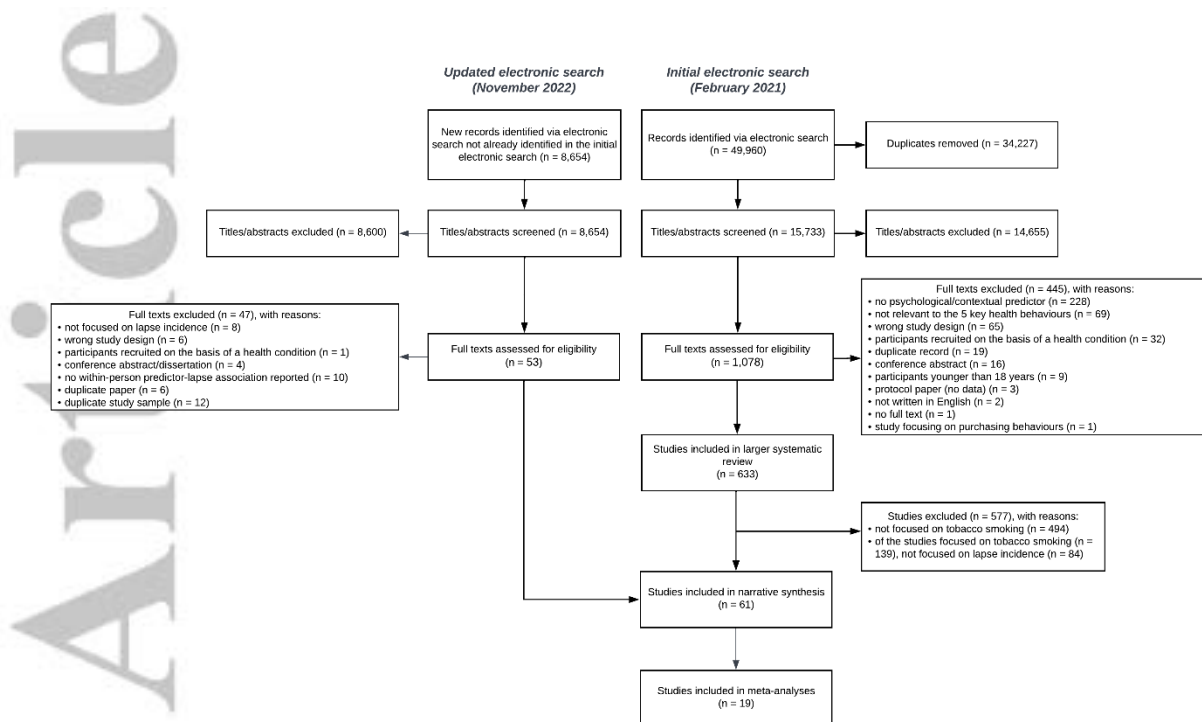 Article
Updated electronic search
(November 2022)
Initial electronic search
(February 2021)
New records identified via electronic
search not already identified in the initial
electronic search (n = 8,654)
Records identified via electronic search
(n = 49,960)
Duplicates removed (n = 34,227)
Titles/abstracts excluded (n = 8,600)
Titles/abstracts screened (n = 8,654)
Titles/abstracts screened (n = 15,733)
Titles/abstracts excluded (n = 14,655)
Full texts excluded (n = 47), with reasons:
• not focused on lapse incidence (n = 8)
• wrong study design (n = 6)
• participants recruited on the basis of a health condition (n = 1)
• conference abstract/dissertation (n = 4)
• no within-person predictor-lapse association reported (n = 10)
• duplicate paper (n = 6)
• duplicate study sample (n = 12)
Full texts assessed for eligibility
(n = 53)
Full texts assessed for eligibility
(n = 1,078)
Full texts excluded (n = 445), with reasons:
• no psychological/contextual predictor (n = 228)
• not relevant to the 5 key health behaviours (n = 69)
• wrong study design (n = 65)
• participants recruited on the basis of a health condition (n = 32)
• duplicate record (n = 19)
• conference abstract (n = 16)
• participants younger than 18 years (n = 9)
• protocol paper (no data) (n = 3)
• not written in English (n = 2)
• no full text (n = 1)
• study focusing on purchasing behaviours (n = 1)
Studies included in larger systematic
review
(n = 633)
Studies excluded (n = 577), with reasons:
• not focused on tobacco smoking (n = 494)
• of the studies focused on tobacco smoking (n =
139), not focused on lapse incidence (n = 84)
Studies included in narrative synthesis
(n = 61)
Studies included in meta-analyses
(n = 19)